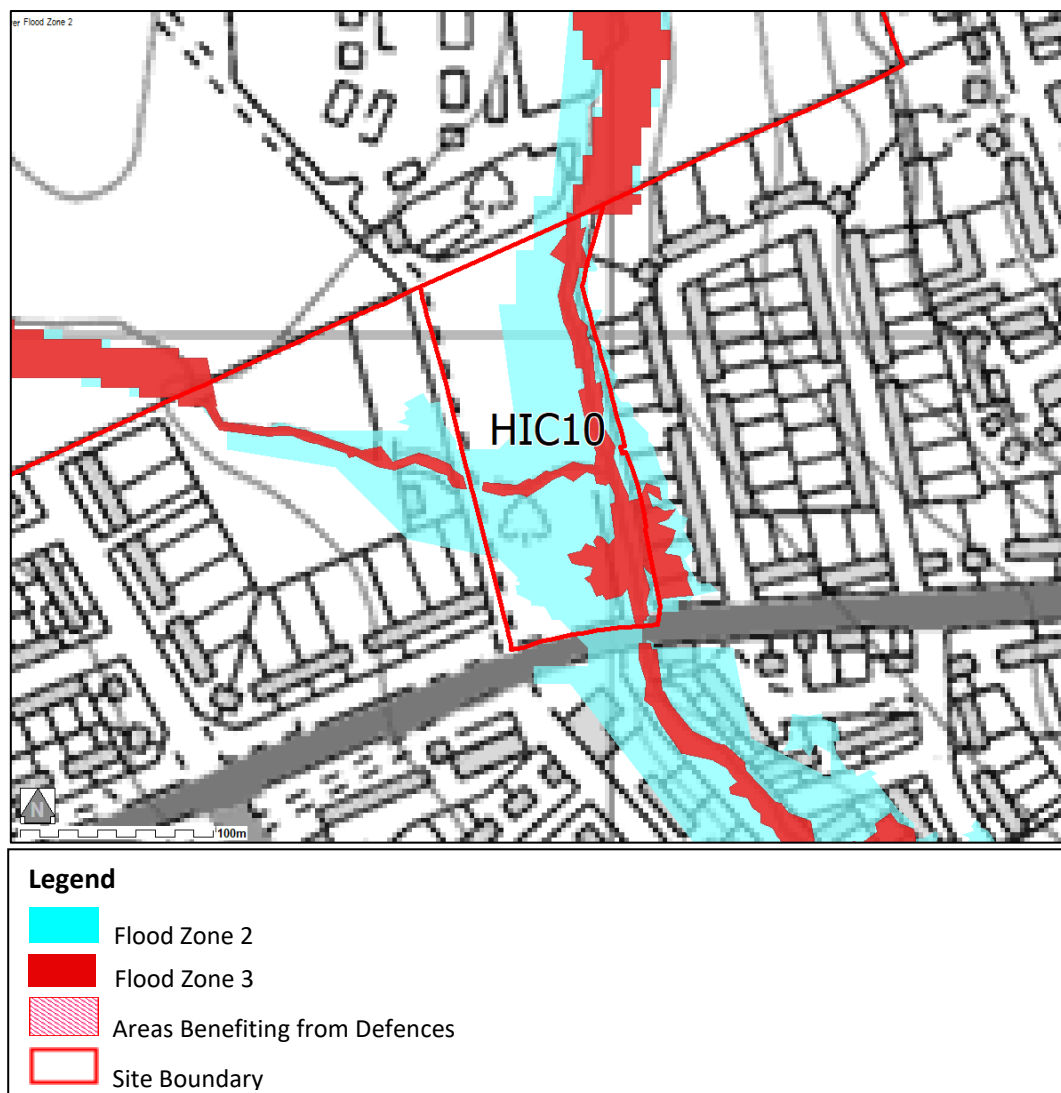 er Flood Zone 2
HIC10
N
100m
Legend
Flood Zone 2
Flood Zone 3
Areas Benefiting from Defences
Site Boundary